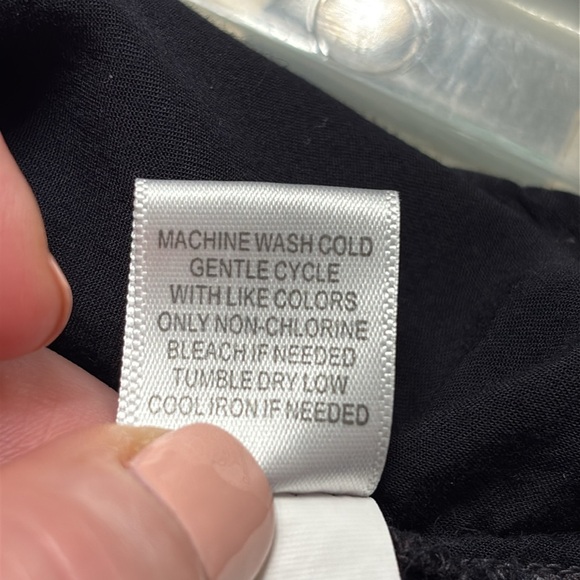 MACHINE WASH COLD
GENTLE CYCLE
WITH LIKE COLORS
ONLY NON-CHLORINE
BLEACH IF NEEDED
TUMBLE DRY LOW
COOL IRON IF NEEDED